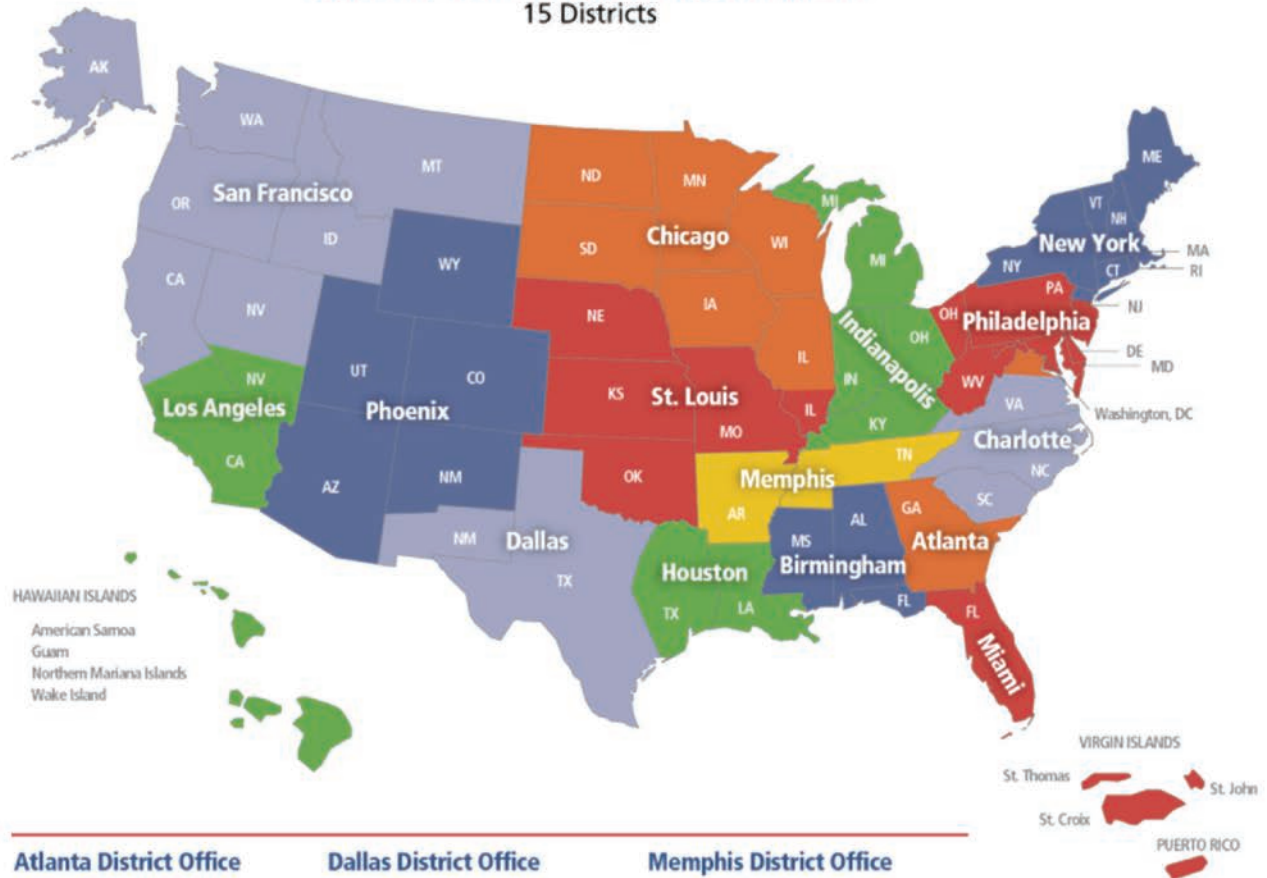 15 Districts
AK
WA
MT
ND
MN
OR
San Francisco
ID
SD
Chicago
WI
MI
MI
ME
VT
NH
New York
NY
CT
MA
RI
CA
NV
WY
IA
NE
PA
NJ
OH
OH
Philadelphia
DE
MD
Washington, DC
Indianapolis
IL
IN
WV
VA
UT
CO
KS
St. Louis
MO
IL
KY
NV
Los Angeles
CA
Phoenix
AZ
NM
OK
Memphis
TN
AR
Charlotte
NC
SC
NM
Dallas
TX
Houston
TX
LA
MS
AL
Birmingham
GA
Atlanta
FL
FL
Miami
HAWAIIAN ISLANDS
American Samoa
Guam
Northern Mariana Islands
Wake Island
VIRGIN ISLANDS
St. Thomas
St. John
St. Croix
PUERTO RICO
Atlanta District Office
Dallas District Office
Memphis District Office